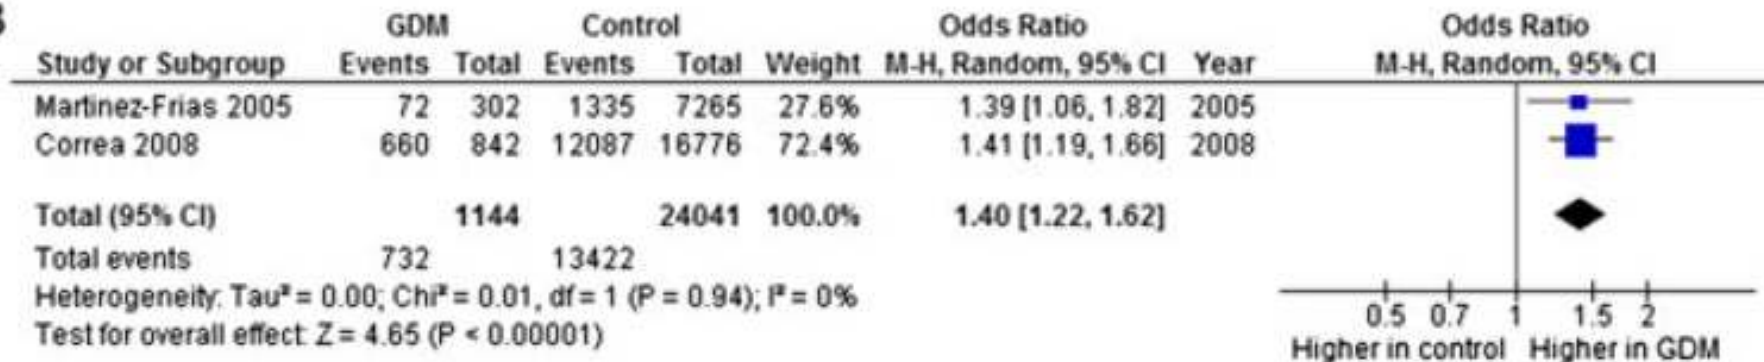 GDM Control Odds Ratio Odds Ratio
Study or Subgroup Events Total Events Total Weight M-H, Random, 95% CI Year M-H, Random, 95% CI
Martinez-Frias 2005 72 302 1335 7265 27.6% 1.39 [1.06, 1.82] 2005
Correa 2008 660 842 12087 16776 72.4% 1.41 [1.19, 1.66] 2008
Total (95% CI) 1144 24041 100.0% 1.40 [1.22, 1.62]
Total events 732 13422
Heterogeneity: Tau² = 0.00; Chi² = 0.01, df = 1 (P = 0.94); I² = 0%
Test for overall effect: Z = 4.65 (P < 0.00001)
0.5 0.7 1 1.5 2
Higher in control Higher in GDM